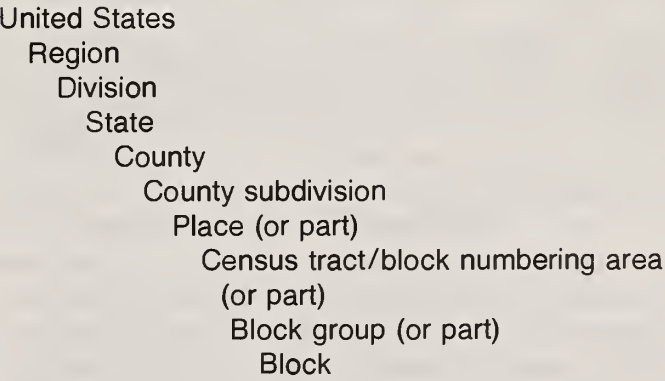 United States
Region
Division
State
County
County subdivision
Place (or part)
Census tract/block numbering area
(or part)
Block group (or part)
Block